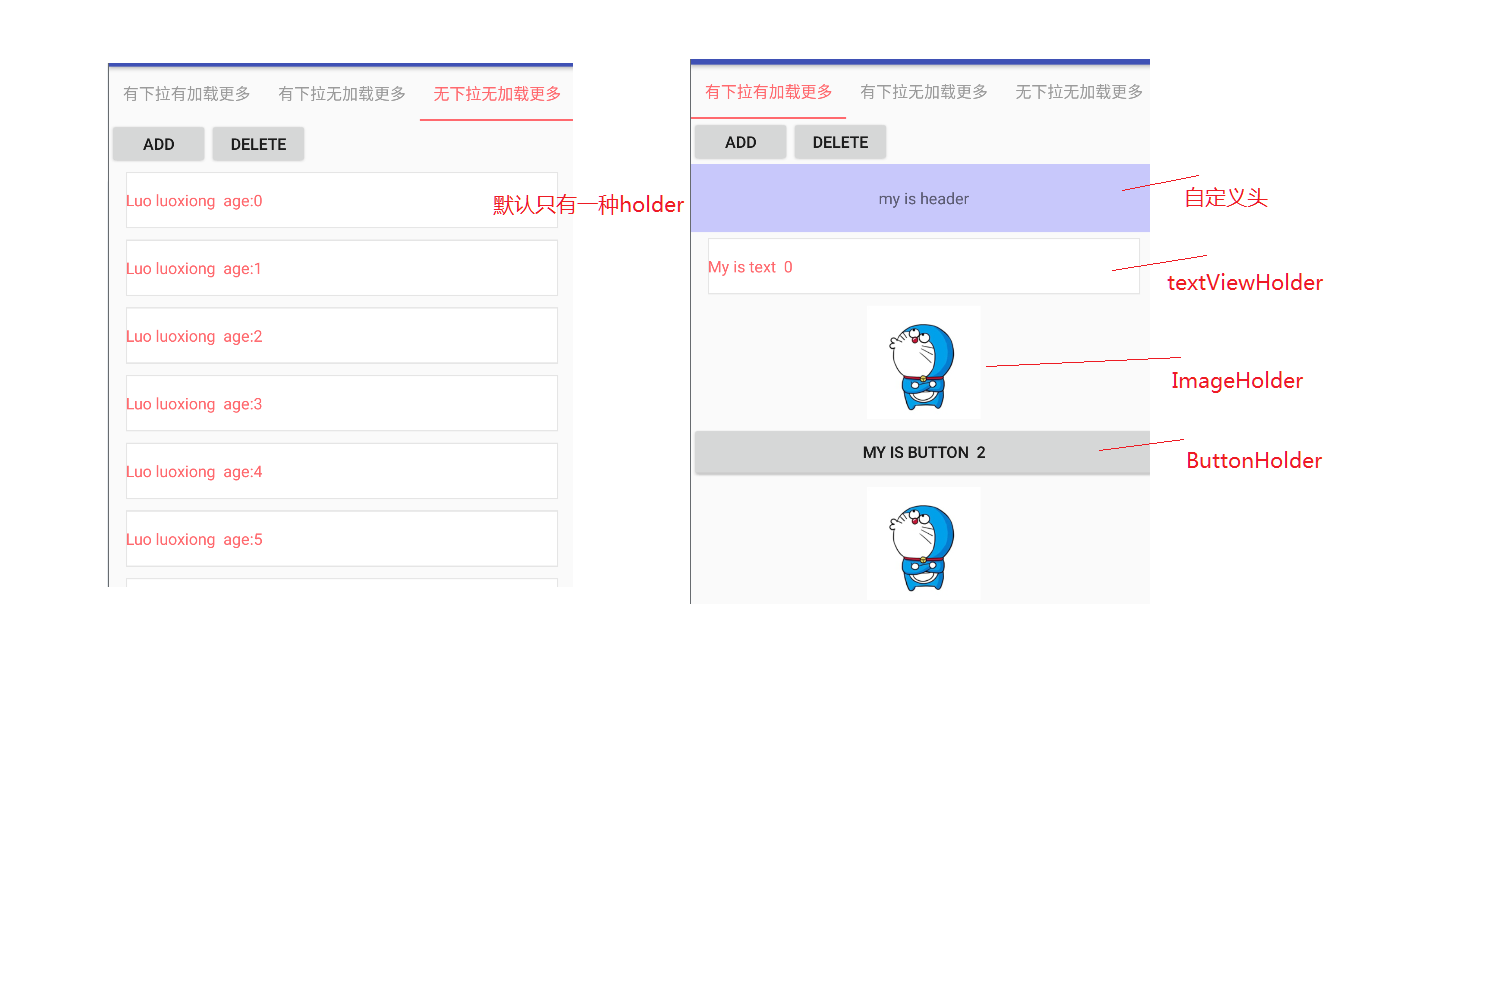 有下拉有加载更多 有下拉无加载更多 无下拉无加载更多
ADD DELETE
Luo luoxiong age:0
Luo luoxiong age:1
Luo luoxiong age:2
Luo luoxiong age:3
Luo luoxiong age:4
Luo luoxiong age:5
默认只有一种holder
有下拉有加载更多 有下拉无加载更多 无下拉无加载更多
ADD DELETE
my is header
自定义头
My is text 0
textViewHolder
ImageHolder
MY IS BUTTON 2
ButtonHolder